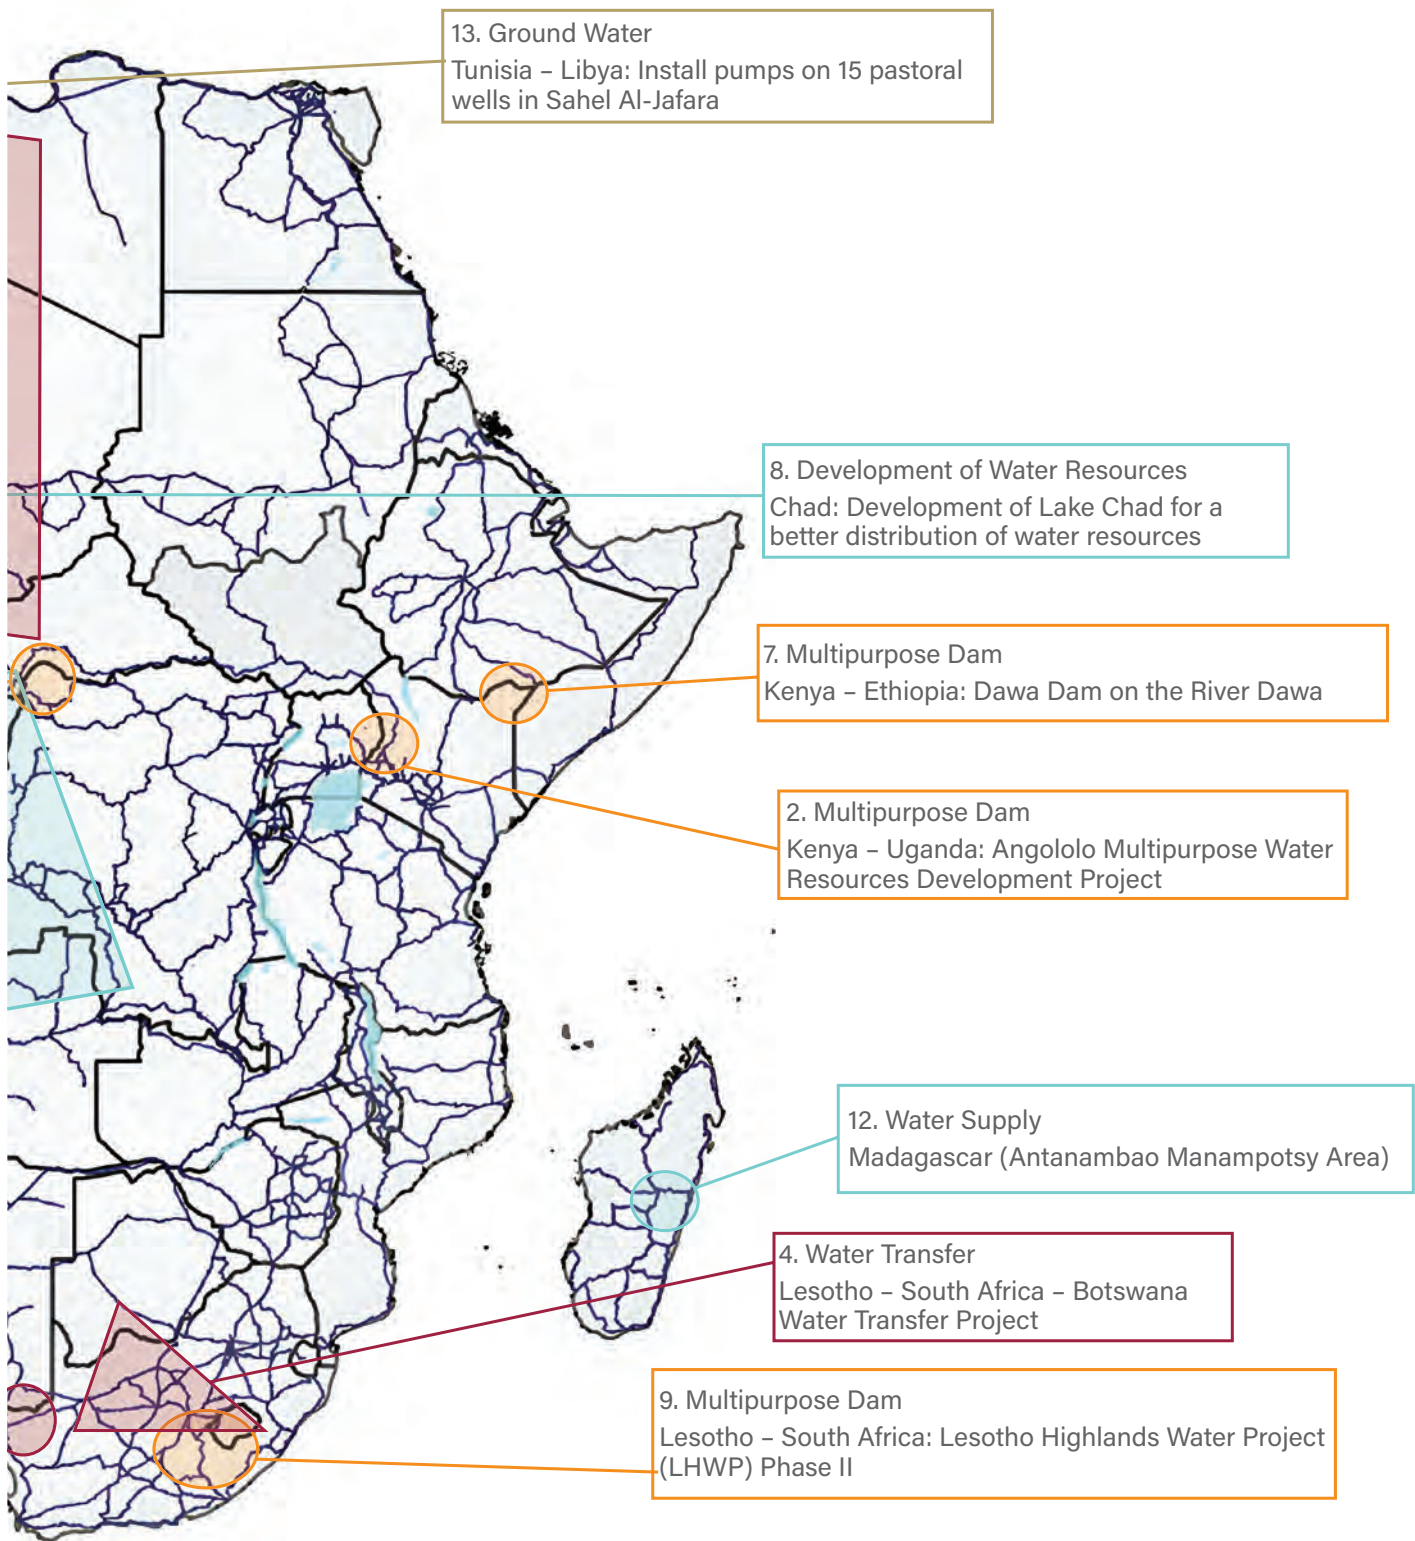 13. Ground Water
Tunisia – Libya: Install pumps on 15 pastoral
wells in Sahel Al-Jafara
8. Development of Water Resources
Chad: Development of Lake Chad for a
better distribution of water resources
7. Multipurpose Dam
Kenya – Ethiopia: Dawa Dam on the River Dawa
2. Multipurpose Dam
Kenya – Uganda: Angololo Multipurpose Water
Resources Development Project
12. Water Supply
Madagascar (Antanambao Manampotsy Area)
4. Water Transfer
Lesotho – South Africa – Botswana
Water Transfer Project
9. Multipurpose Dam
Lesotho – South Africa: Lesotho Highlands Water Project
(LHWP) Phase II